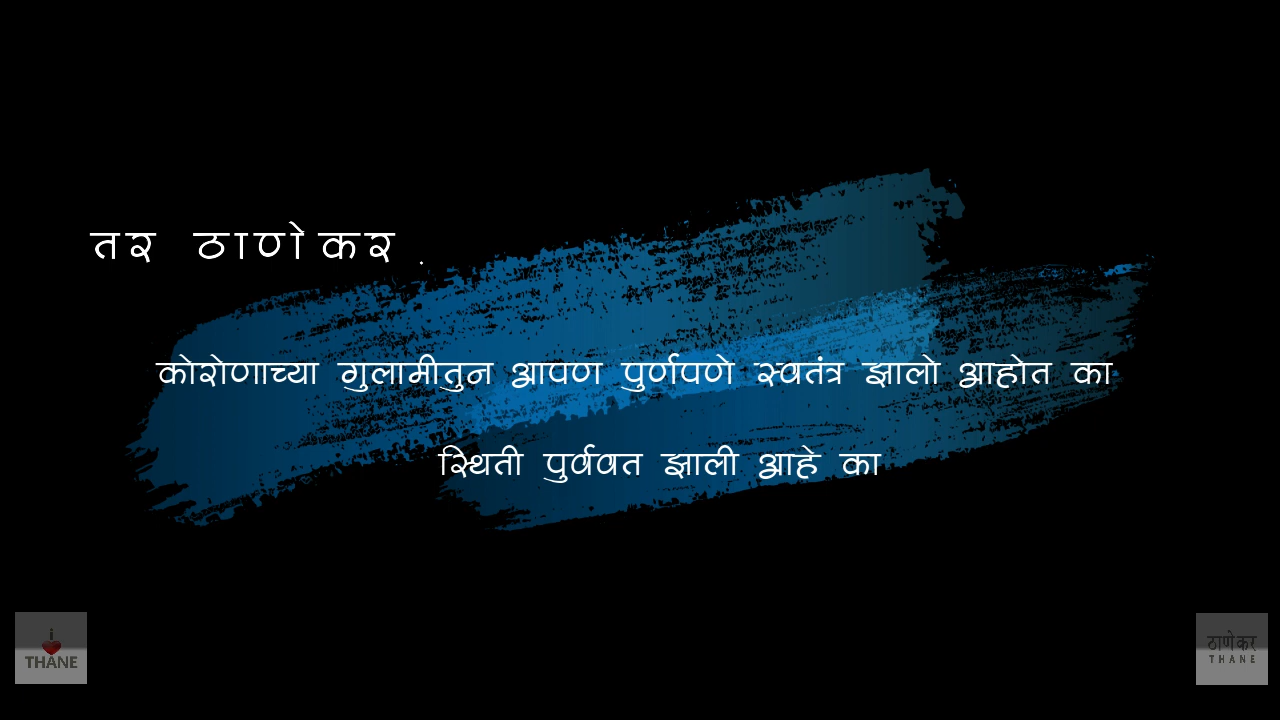 तर ठाणेकर .
कोरोणाच्या गुलामीतुन आपण पुर्णपणे स्वतंत्र झालो आहोत का
स्थिती पुर्ववत झाली आहे का
i
THANE
ठाणेकर
THANE